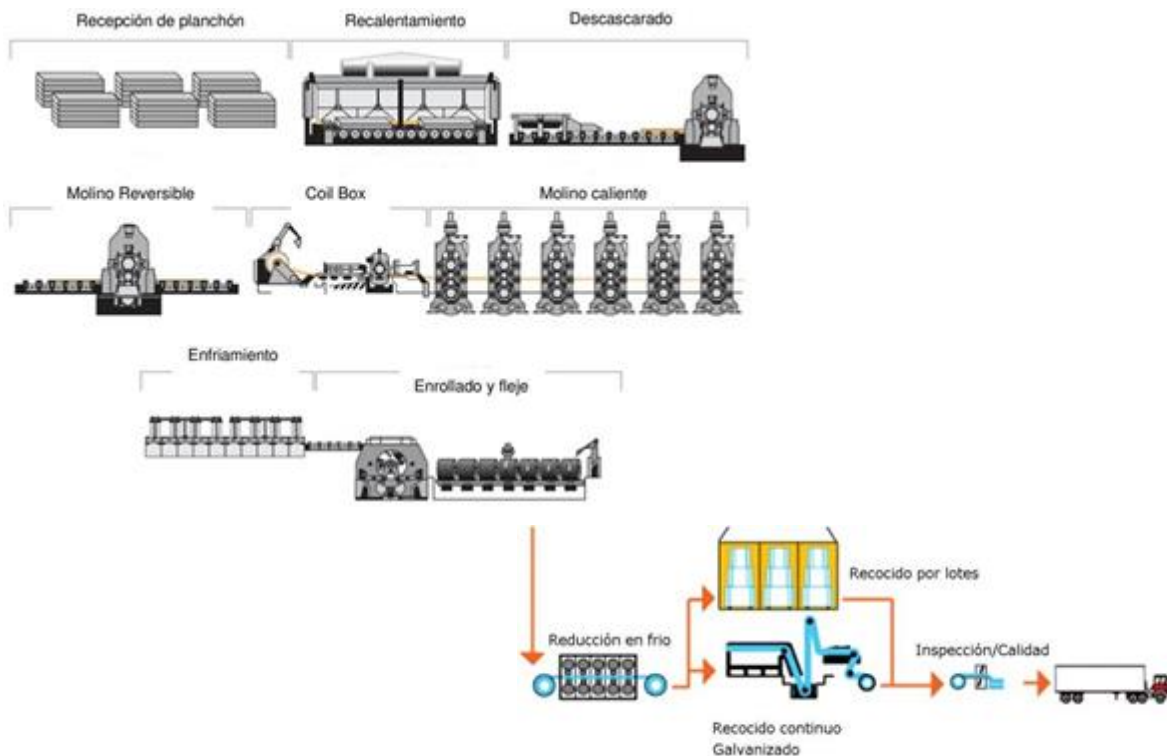 Recepción de planchón
Recalentamiento
Descascarado
Molino Reversible
Coil Box
Molino caliente
Enfriamiento
Enrollado y fleje
Recocido por lotes
Reducción en frio
Inspección/Calidad
Recocido continuo
Galvanizado